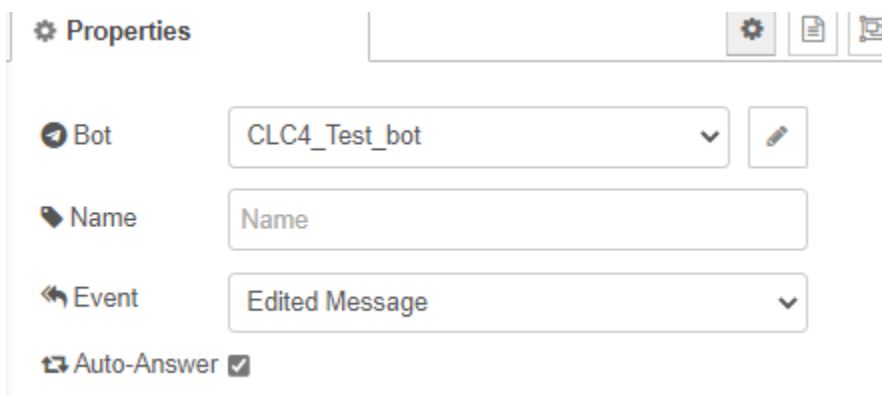 Properties
Bot CLC4_Test_bot
Name Name
Event Edited Message
Auto-Answer